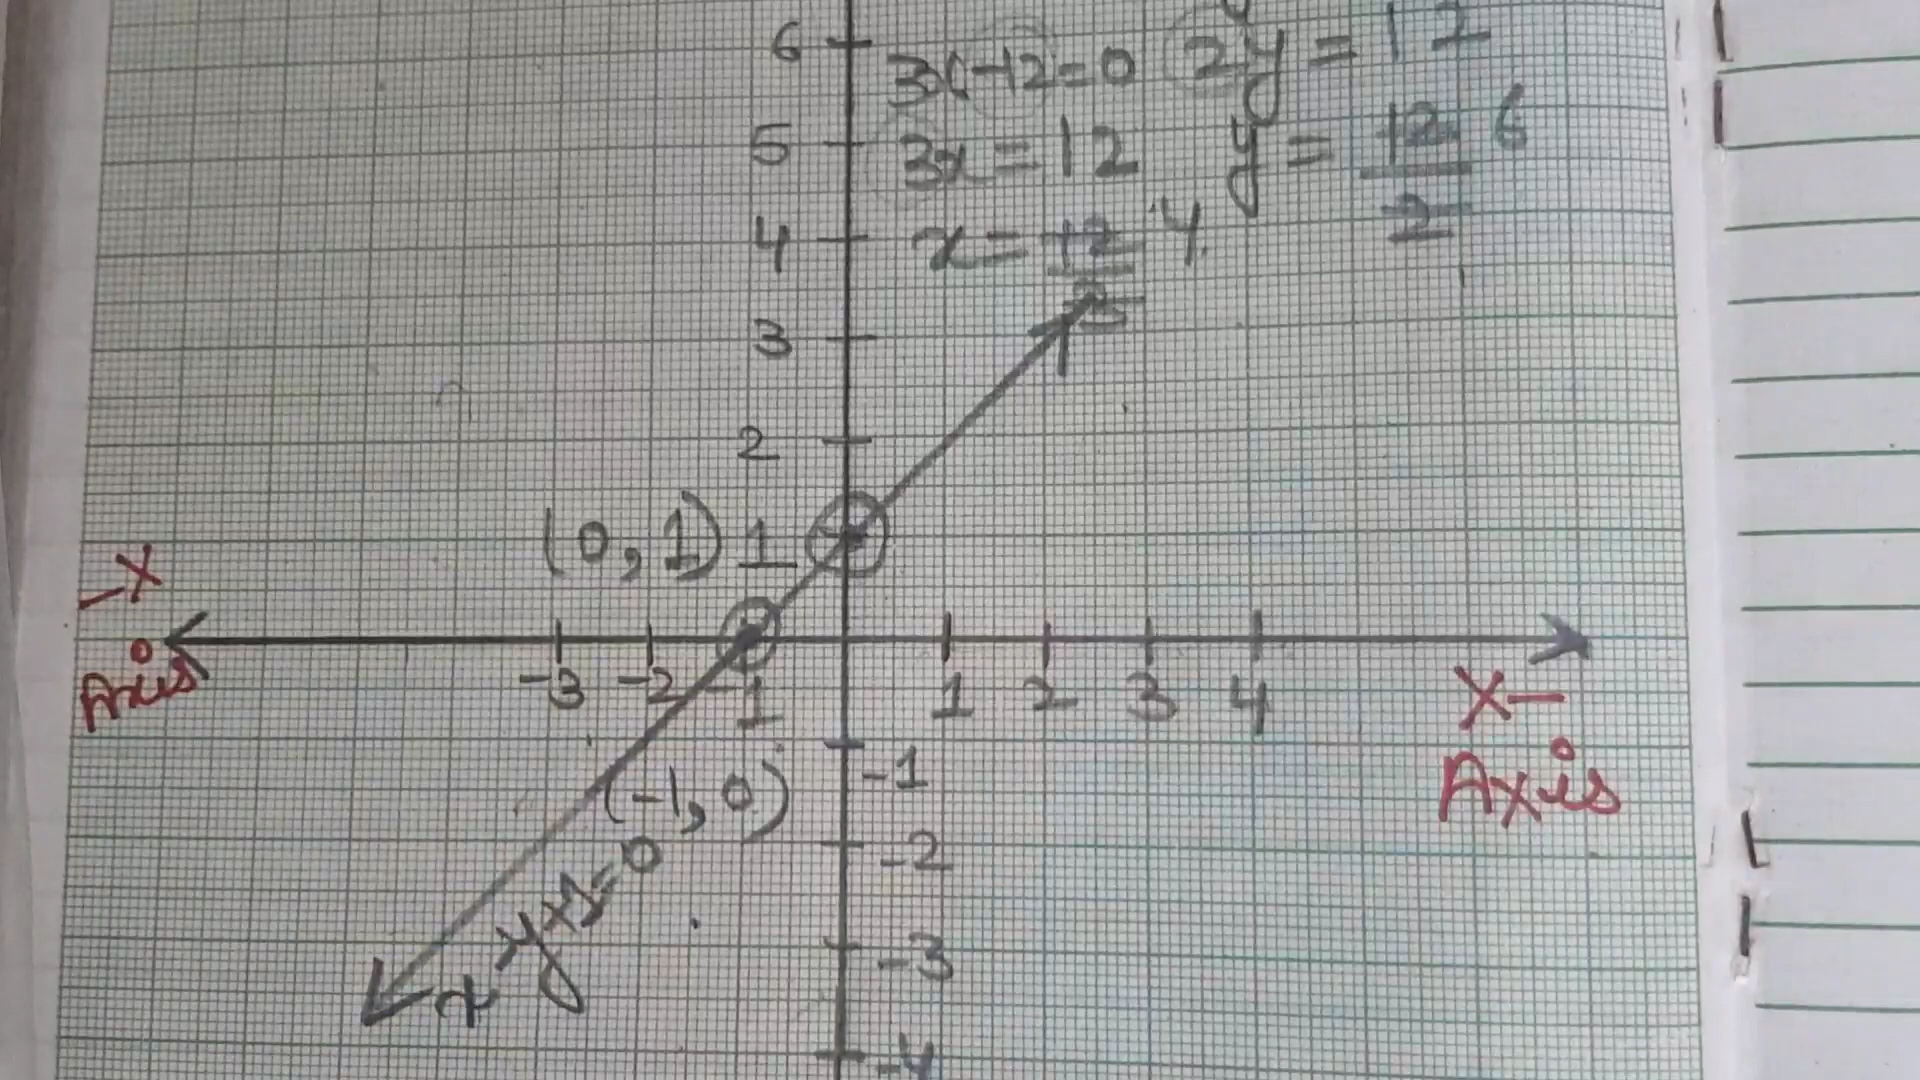 6
3x-12=0 2y = 12
5
3x=12 y = 12 6
2
4
x=12 4
3
3
2
(0, 1) 1
-X
Axis
-3 -2 -1 1 2 3 4
X-
Axis
-1
(-1, 0)
-2
x-y+1=0
-3
-4